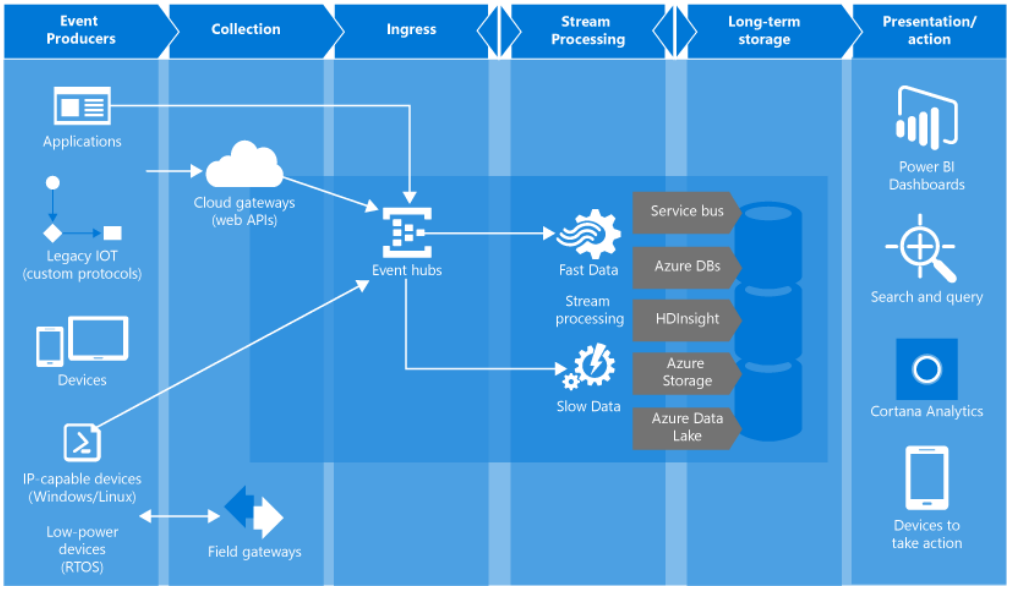 Event
Producers
Collection
Ingress
Stream
Processing
Long-term
storage
Presentation/
action
Applications
Legacy IOT
(custom protocols)
Devices
IP-capable devices
(Windows/Linux)
Low-power
devices
(RTOS)
Cloud gateways
(web APIs)
Field gateways
Event hubs
Fast Data
Stream
processing
Slow Data
Service bus
Azure DBs
HDInsight
Azure
Storage
Azure Data
Lake
Power BI
Dashboards
Search and query
Cortana Analytics
Devices to
take action